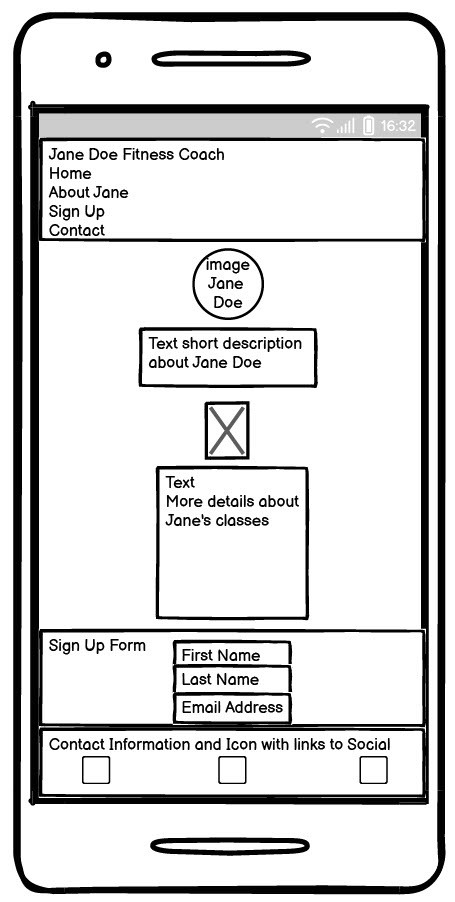 16:32
Jane Doe Fitness Coach
Home
About Jane
Sign Up
Contact
image
Jane
Doe
Text short description
about Jane Doe
Text
More details about
Jane's classes
Sign Up Form
First Name
Last Name
Email Address
Contact Information and Icon with links to Social